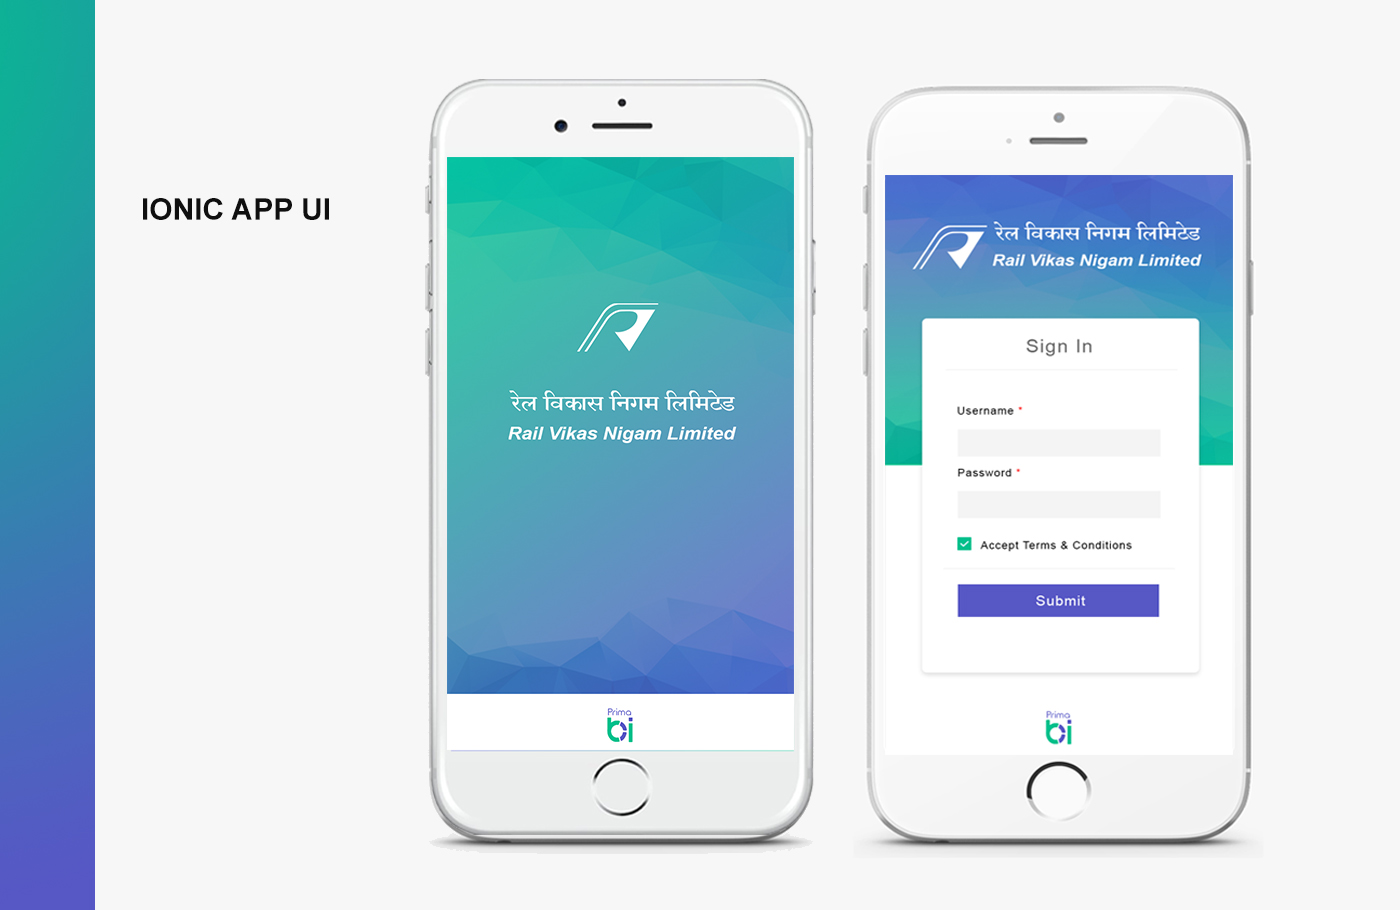 IONIC APP UI
रेल विकास निगम लिमिटेड
Rail Vikas Nigam Limited
Prima
bi
रेल विकास निगम लिमिटेड
Rail Vikas Nigam Limited
Sign In
Username *
Password *
Accept Terms & Conditions
Submit
Prima
bi